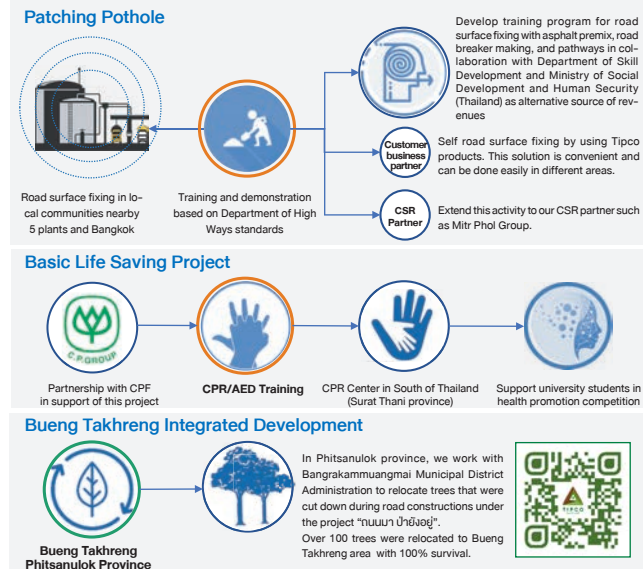 Patching Pothole
Develop training program for road
surface fixing with asphalt premix, road
breaker making, and pathways in col-
laboration with Department of Skill
Development and Ministry of Social
Development and Human Security
(Thailand) as alternative source of rev-
enues
Customer
business
partner
Self road surface fixing by using Tipco
products. This solution is convenient and
can be done easily in different areas.
Road surface fixing in lo-
cal communities nearby
5 plants and Bangkok
Training and demonstration
based on Department of High
Ways standards
CSR
Partner
Extend this activity to our CSR partner such
as Mitr Phol Group.
Basic Life Saving Project
C.P. GROUP
Partnership with CPF
in support of this project
CPR/AED Training
CPR Center in South of Thailand
(Surat Thani province)
Support university students in
health promotion competition
Bueng Takhreng Integrated Development
In Phitsanulok province, we work with
Bangrakammuangmai Municipal District
Administration to relocate trees that were
cut down during road constructions under
the project “ถนนมา ป่ายังอยู่”.
Over 100 trees were relocated to Bueng
Takhreng area with 100% survival.
TIPCO
Bueng Takhreng
Phitsanulok Province